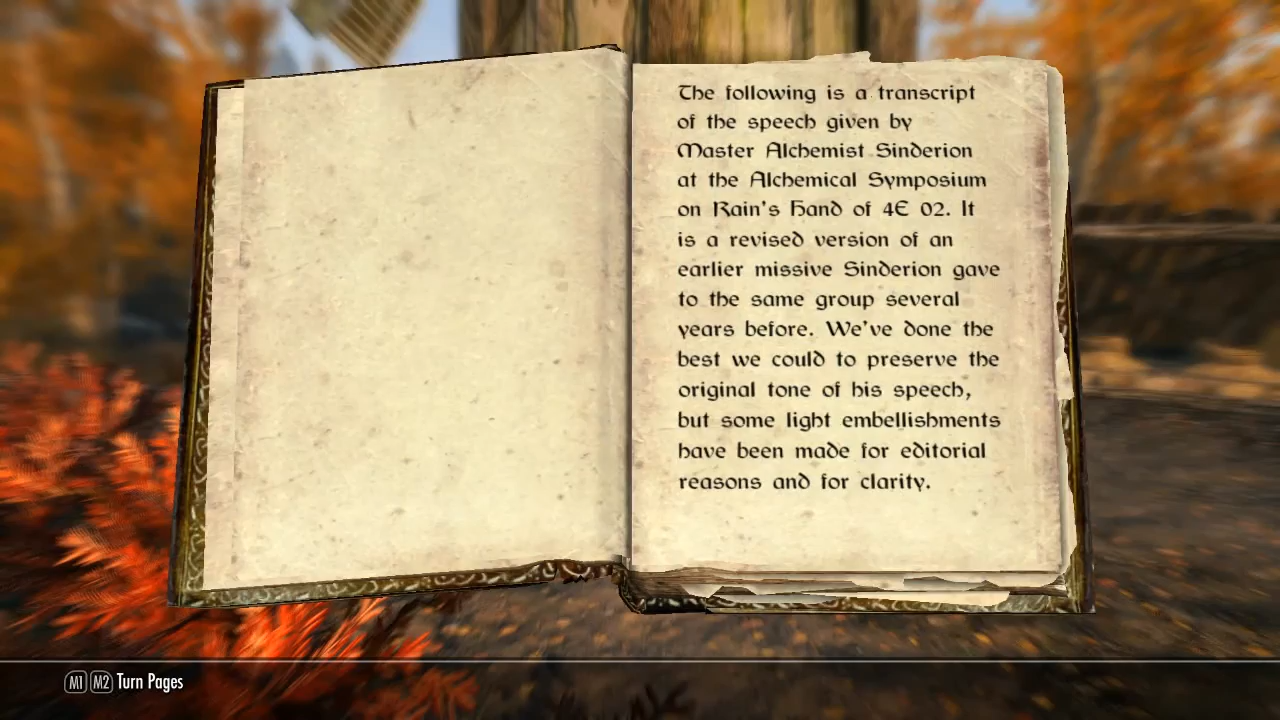 The following is a transcript
of the speech given by
Master Alchemist Sinderion
at the Alchemical Symposium
on Rain's Hand of 4E 02. It
is a revised version of an
earlier missive Sinderion gave
to the same group several
years before. We've done the
best we could to preserve the
original tone of his speech,
but some light embellishments
have been made for editorial
reasons and for clarity.
M1 M2 Turn Pages